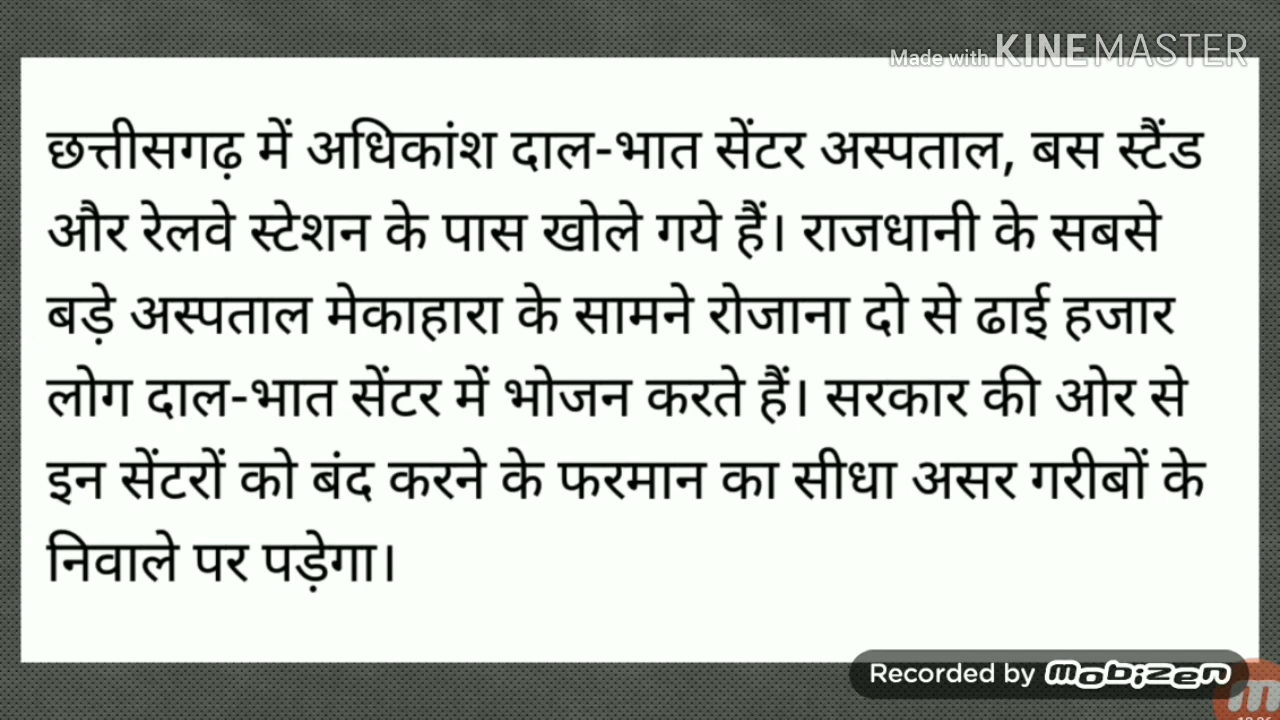 Made with KINEMASTER
छत्तीसगढ़ में अधिकांश दाल-भात सेंटर अस्पताल, बस स्टैंड
और रेलवे स्टेशन के पास खोले गये हैं। राजधानी के सबसे
बड़े अस्पताल मेकाहारा के सामने रोजाना दो से ढाई हजार
लोग दाल-भात सेंटर में भोजन करते हैं। सरकार की ओर से
इन सेंटरों को बंद करने के फरमान का सीधा असर गरीबों के
निवाले पर पड़ेगा।
Recorded by mobizen